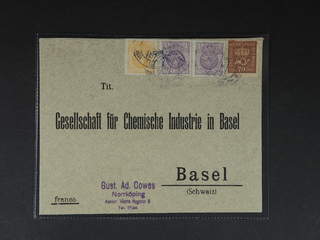 Tit.
Gesellschaft für Chemische Industrie in Basel
Basel
(Schweiz)
Gust. Ad. Cowes
Norrköping
franco.